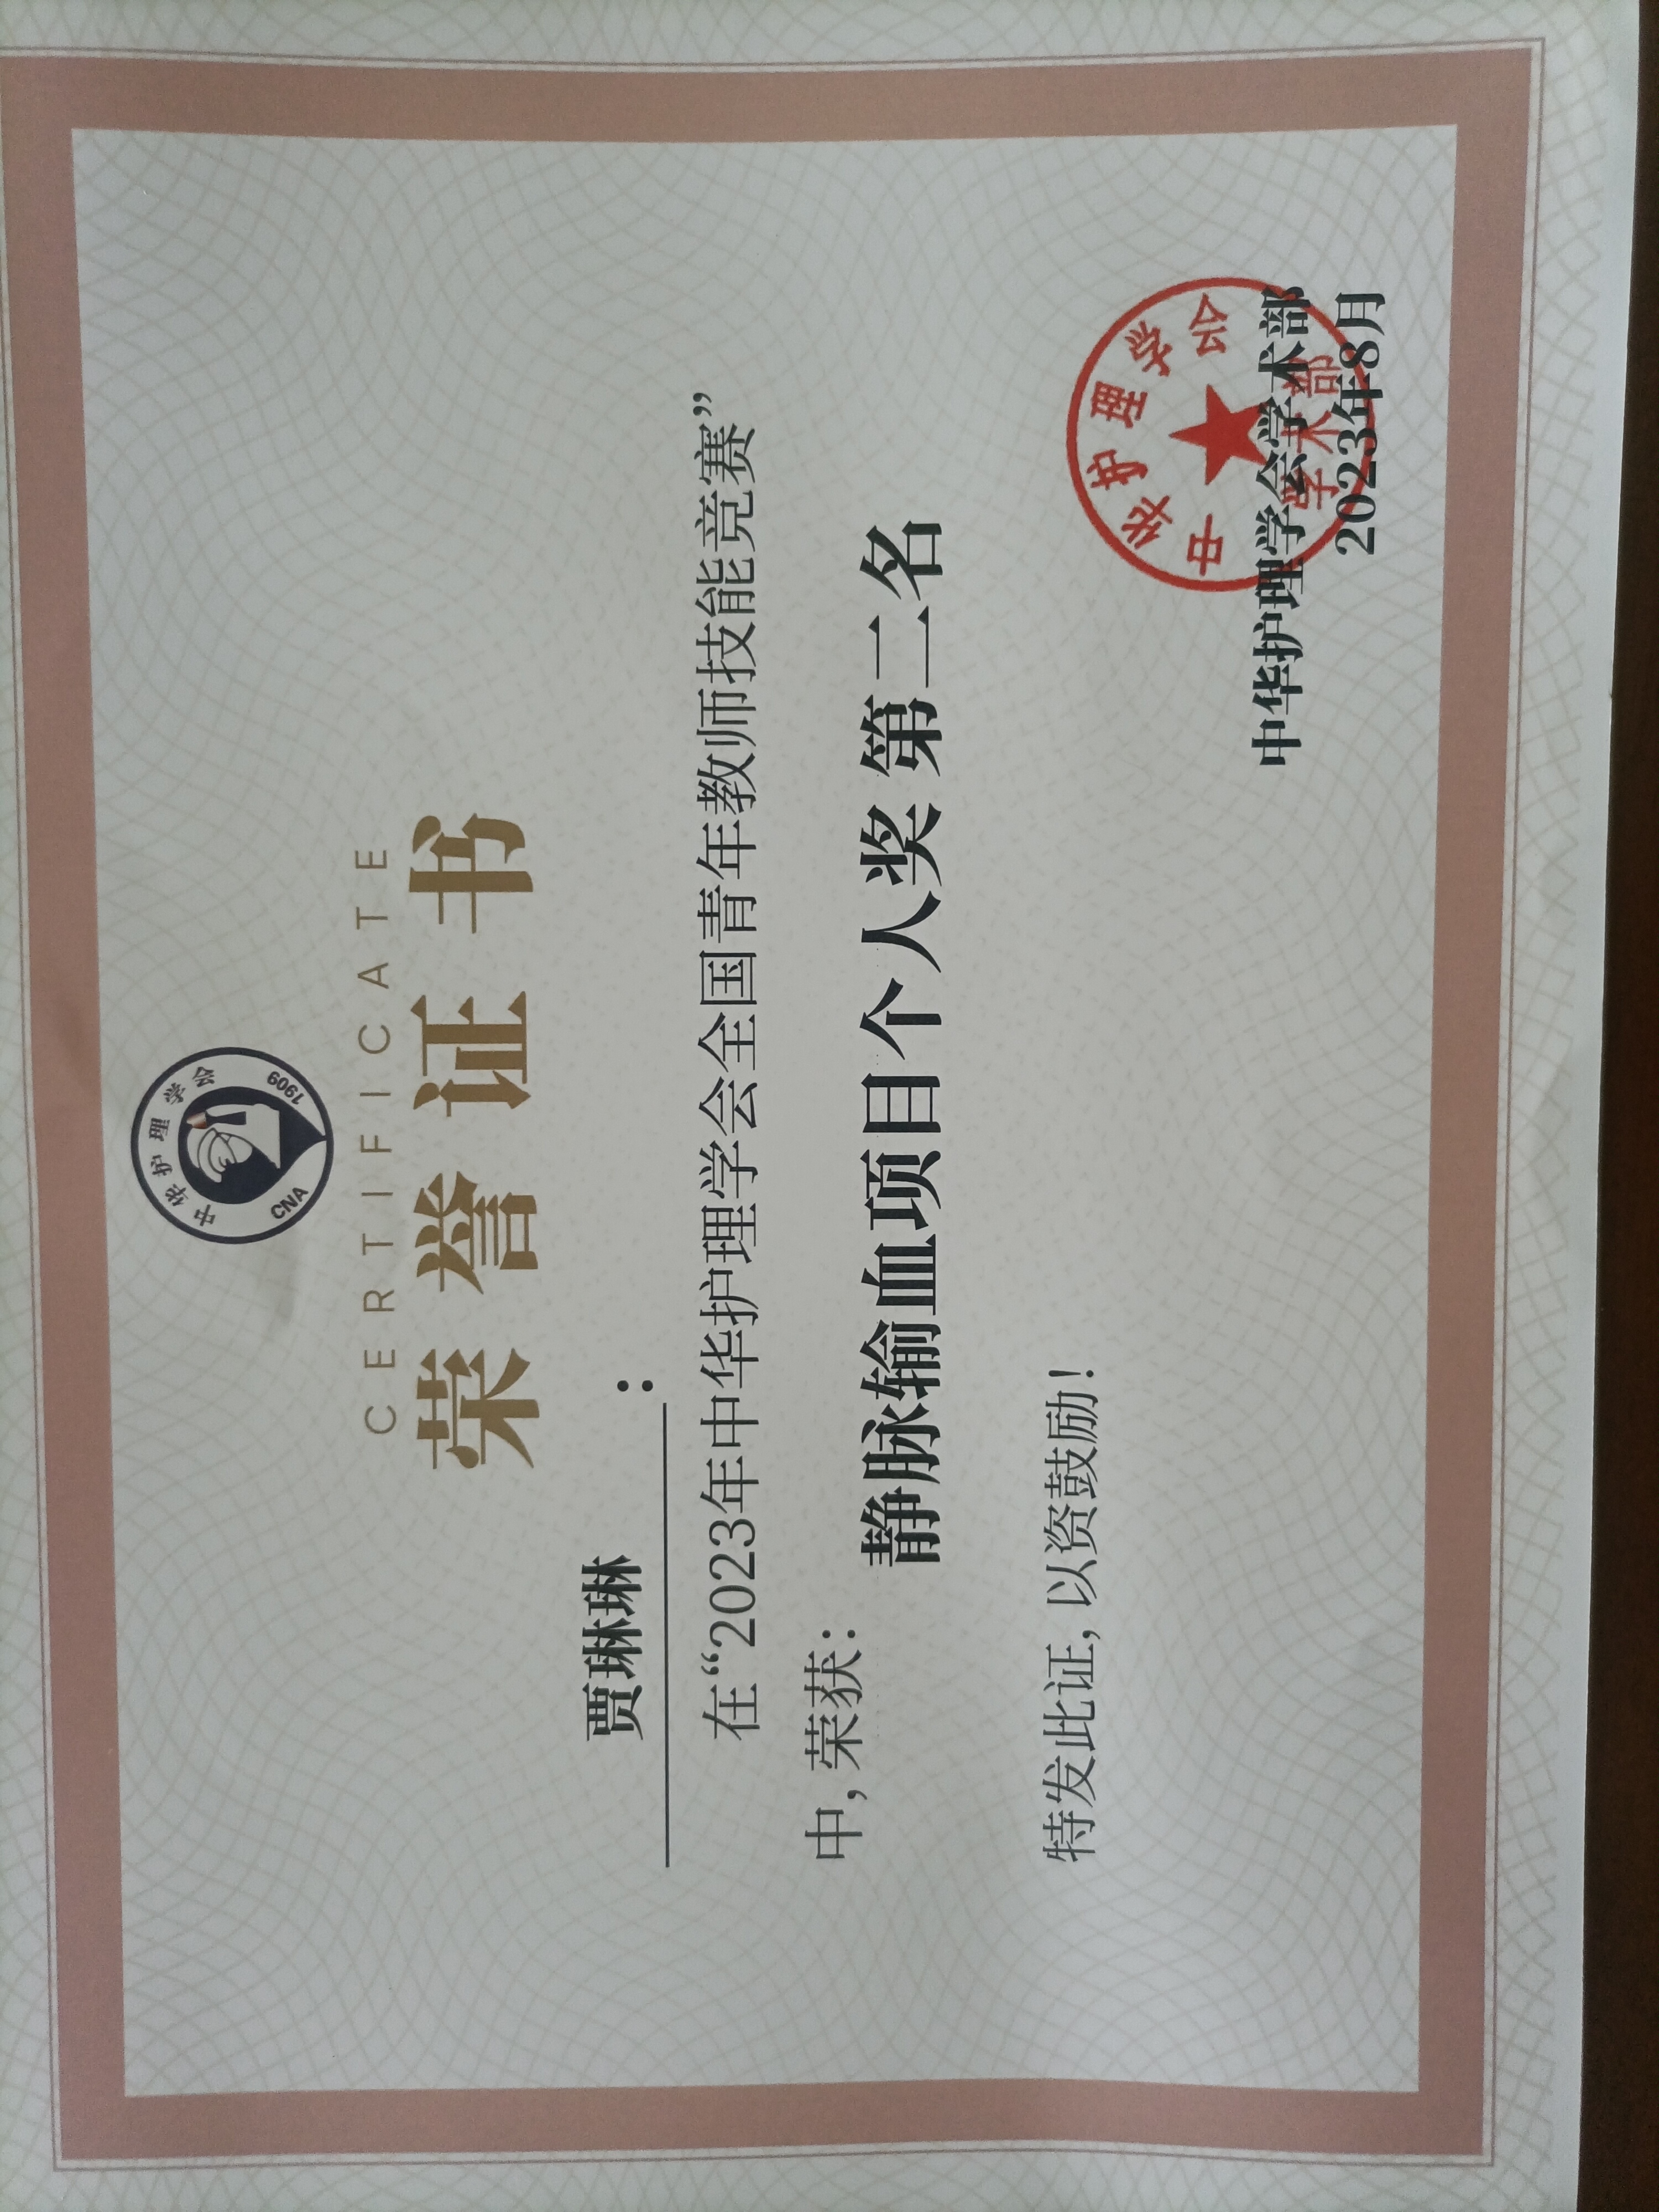 中华护理学会
CNA 1909
CERTIFICATE
荣誉证书
贾琳琳：
在“2023年中华护理学会全国青年教师技能竞赛”
中，荣获：
静脉输血项目个人奖 第二名
特发此证，以资鼓励！
中华护理学会
学术部
中华护理学会学术部
2023年8月